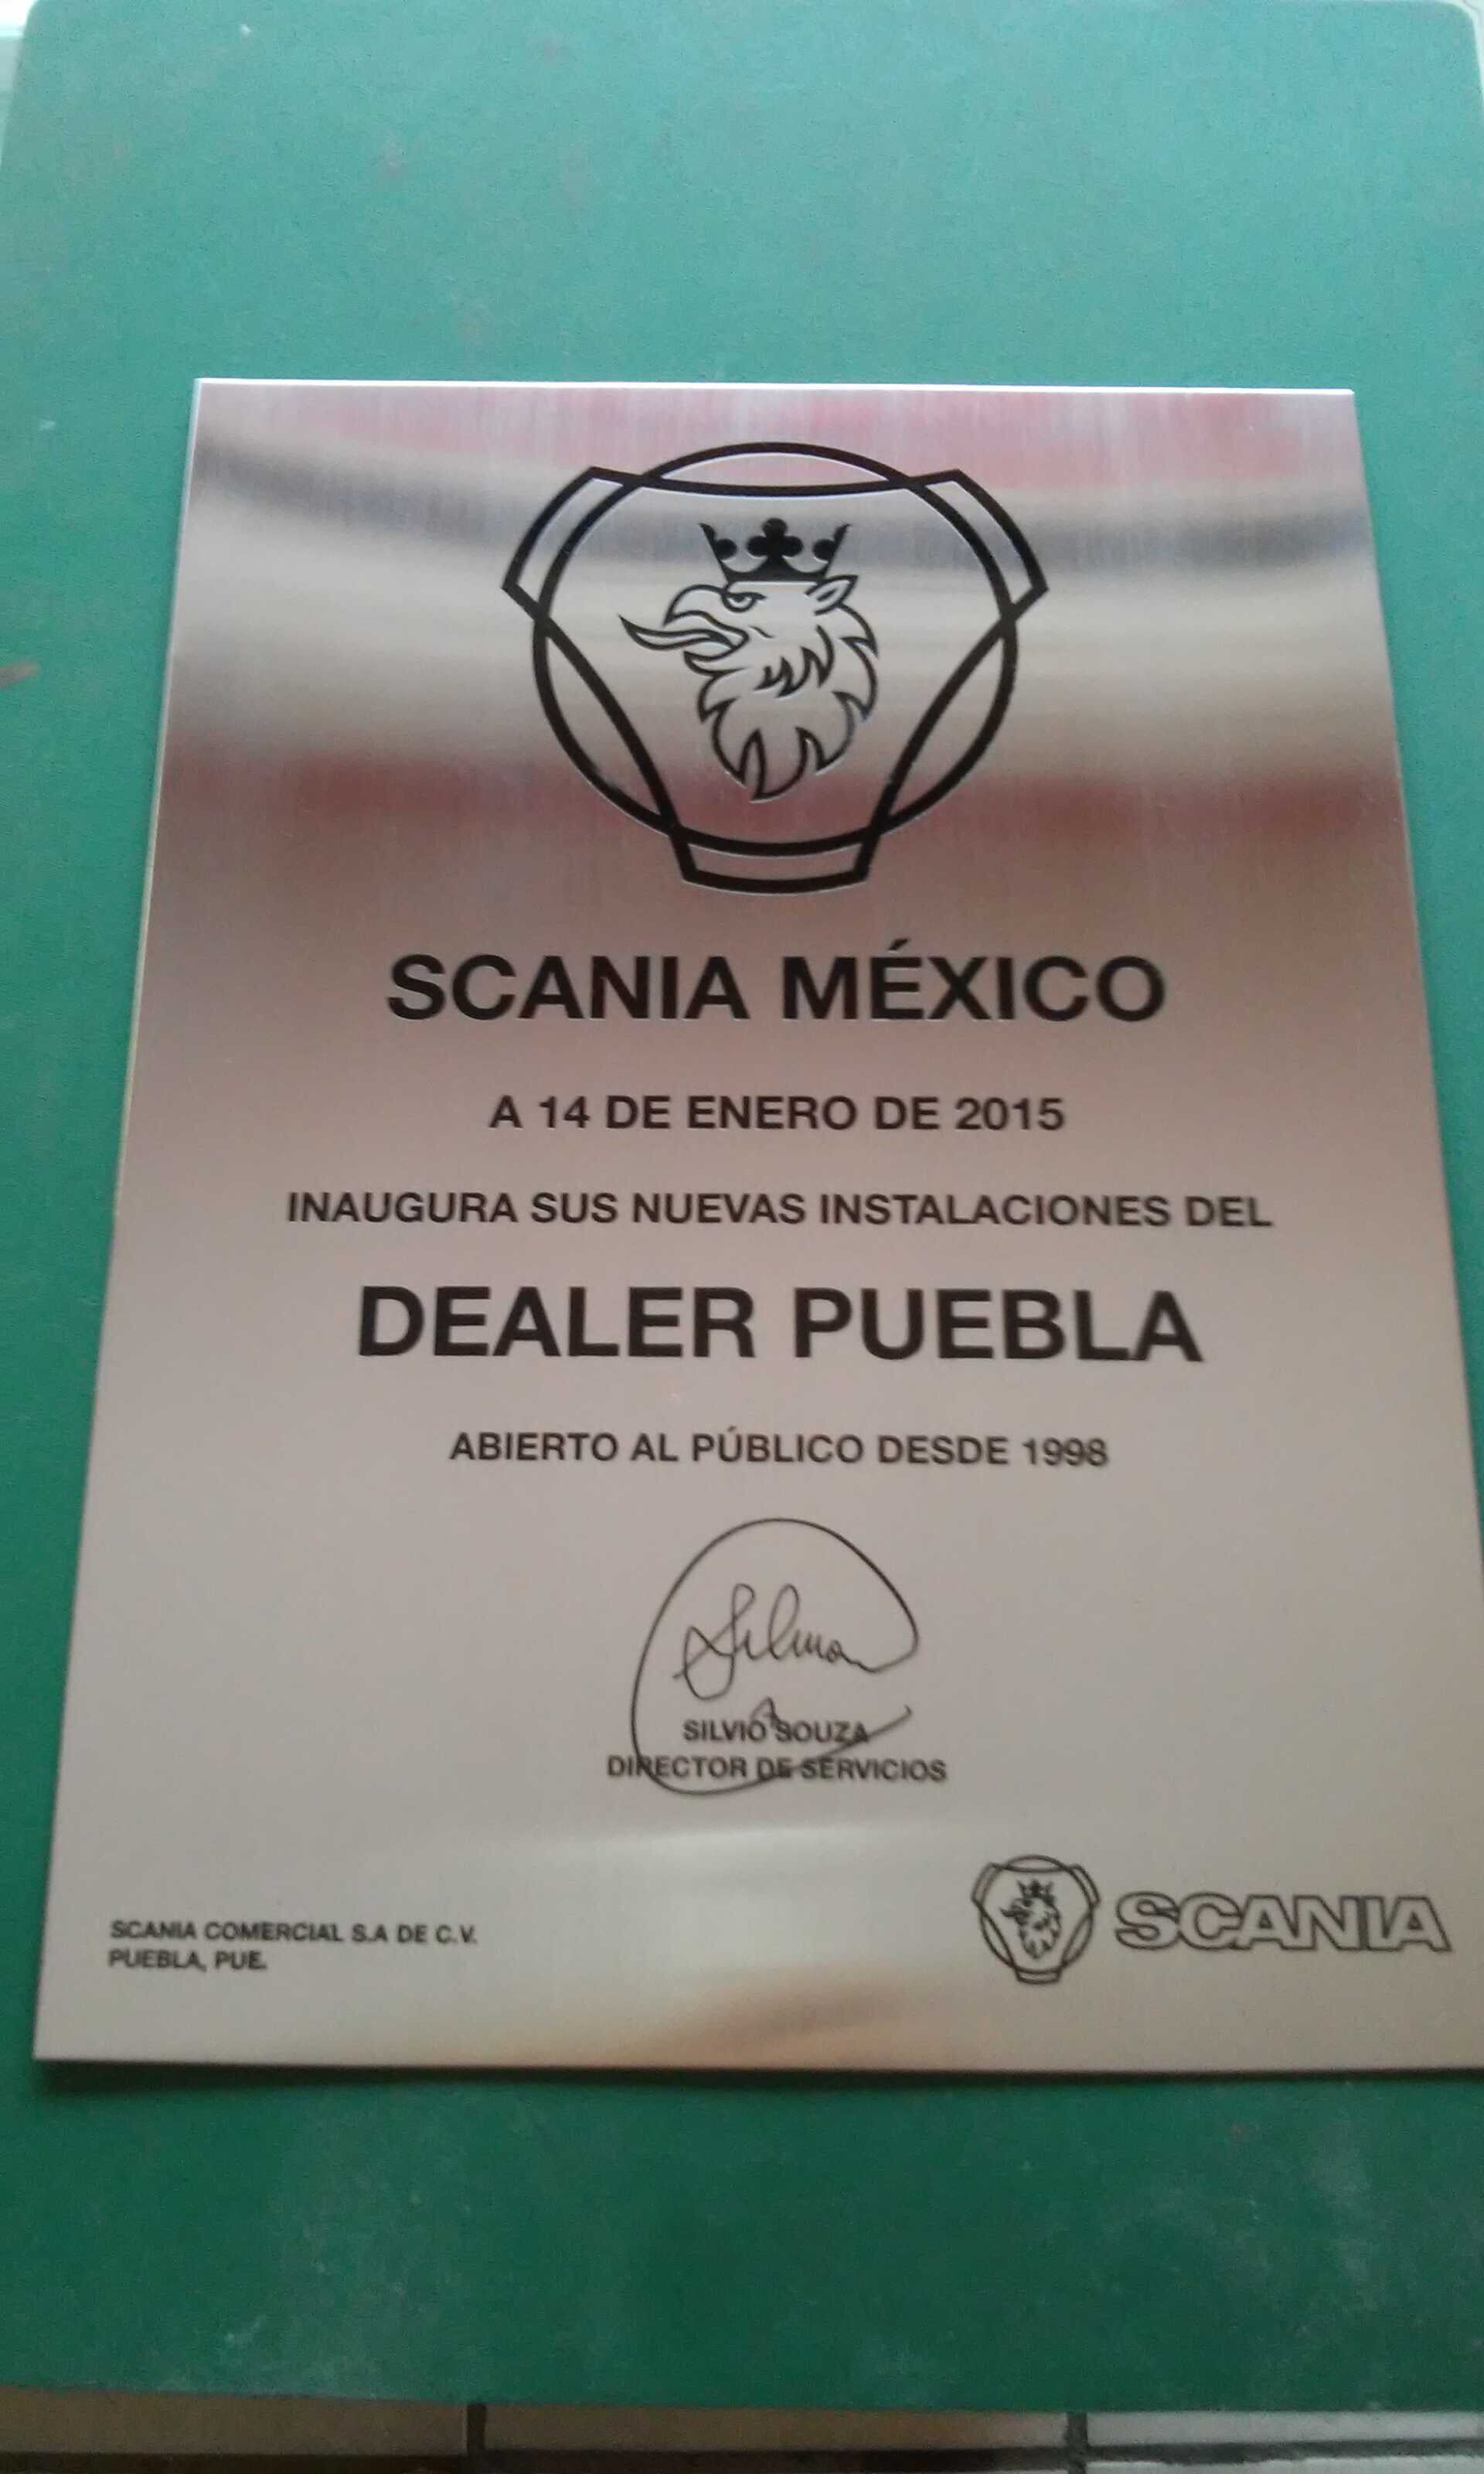 SCANIA MÉXICO
A 14 DE ENERO DE 2015
INAUGURA SUS NUEVAS INSTALACIONES DEL
DEALER PUEBLA
ABIERTO AL PÚBLICO DESDE 1998
SILVIO SOUZA
DIRECTOR DE SERVICIOS
SCANIA COMERCIAL S.A DE C.V.
PUEBLA, PUE.
SCANIA